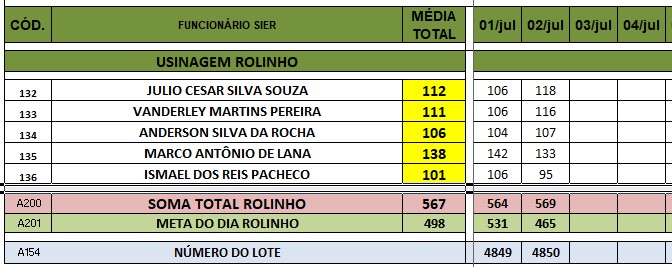 CÓD. FUNCIONÁRIO SIER MÉDIA TOTAL 01/jul 02/jul 03/jul 04/jul
USINAGEM ROLINHO
132 JULIO CESAR SILVA SOUZA 112 106 118
133 VANDERLEY MARTINS PEREIRA 111 106 116
134 ANDERSON SILVA DA ROCHA 106 104 107
135 MARCO ANTÔNIO DE LANA 138 142 133
136 ISMAEL DOS REIS PACHECO 101 106 95
A200 SOMA TOTAL ROLINHO 567 564 569
A201 META DO DIA ROLINHO 498 531 465
A154 NÚMERO DO LOTE 4849 4850